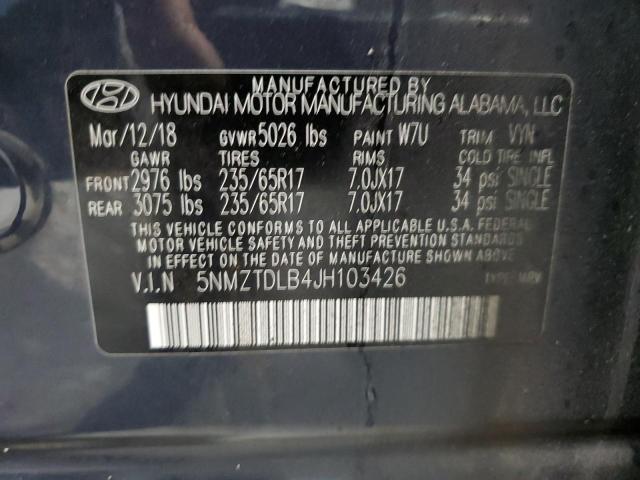 MANUFACTURED BY
HYUNDAI MOTOR MANUFACTURING ALABAMA, LLC
Mar/12/18 GVWR 5026 lbs PAINT W7U TRIM VYN
GAWR TIRES RIMS COLD TIRE INFL
FRONT 2976 lbs 235/65R17 7.0JX17 34 psi SINGLE
REAR 3075 lbs 235/65R17 7.0JX17 34 psi SINGLE
THIS VEHICLE CONFORMS TO ALL APPLICABLE U.S.A. FEDERAL
MOTOR VEHICLE SAFETY AND THEFT PREVENTION STANDARDS
IN EFFECT ON THE DATE OF MANUFACTURE SHOWN ABOVE.
V.I.N 5NMZTDLB4JH103426 TYPE: MPV